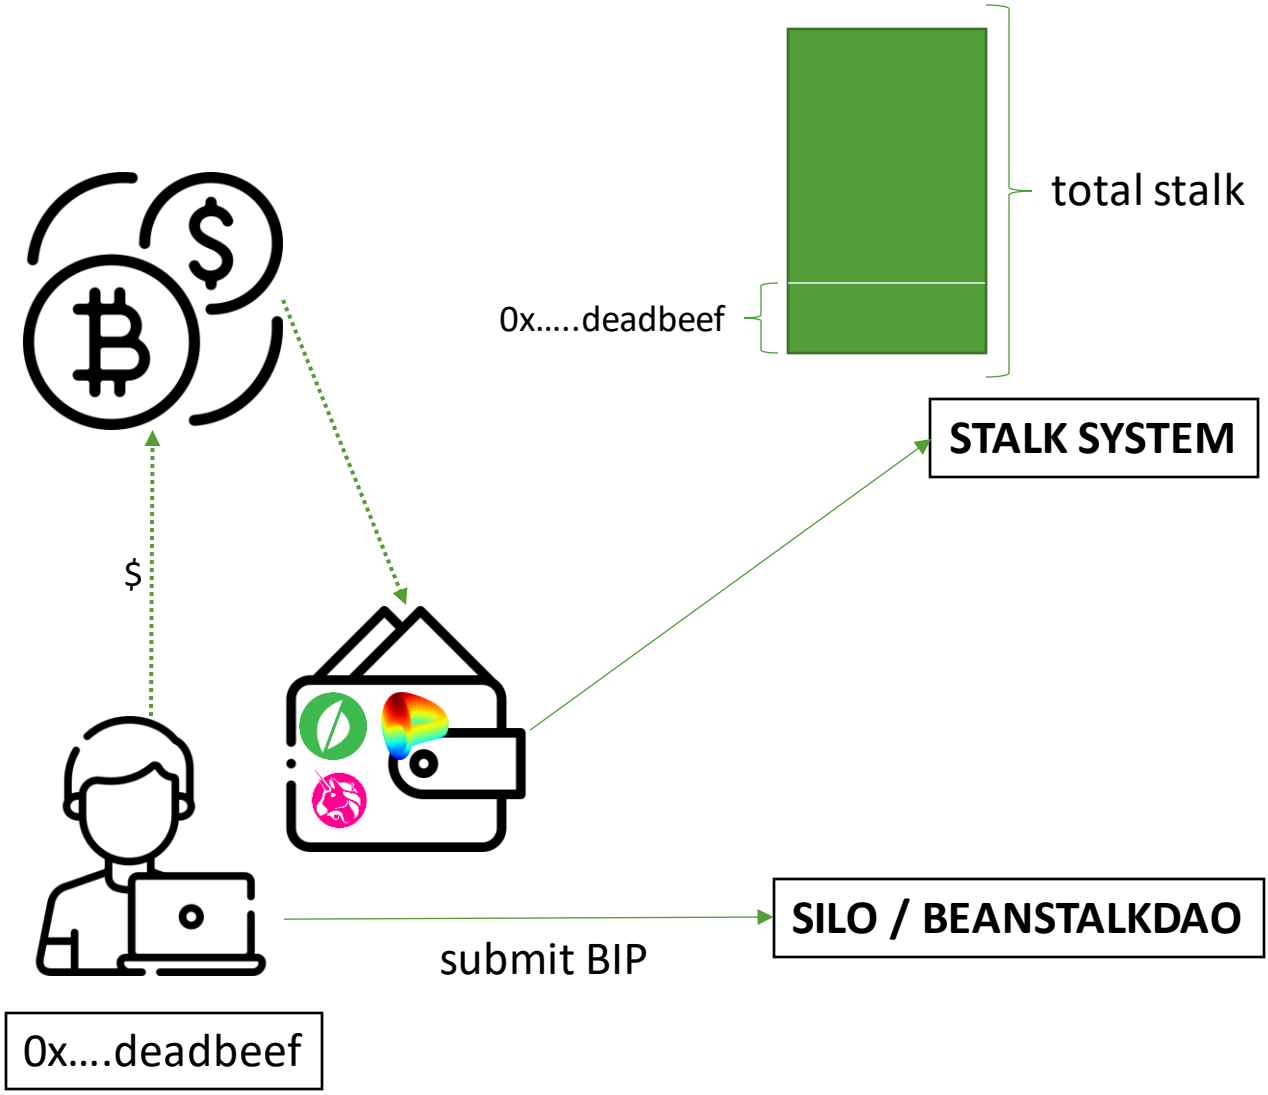 total stalk
0x.....deadbeef
STALK SYSTEM
$
SILO / BEANSTALKDAO
submit BIP
0x....deadbeef